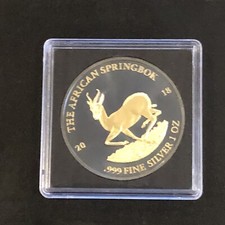 THE AFRICAN SPRINGBOK
20 18
.999 FINE SILVER 1 OZ